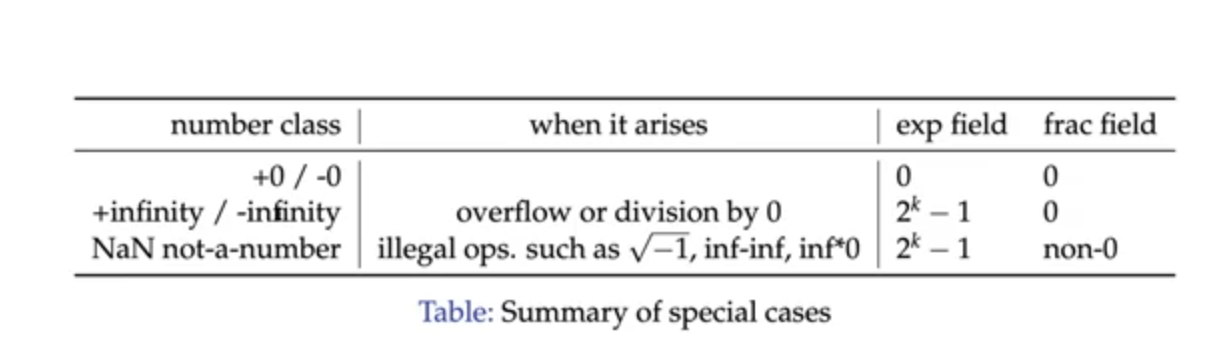 number class when it arises exp field frac field
+0 / -0 0 0
+infinity / -infinity overflow or division by 0 2^k − 1 0
NaN not-a-number illegal ops. such as √−1, inf-inf, inf*0 2^k − 1 non-0
Table: Summary of special cases